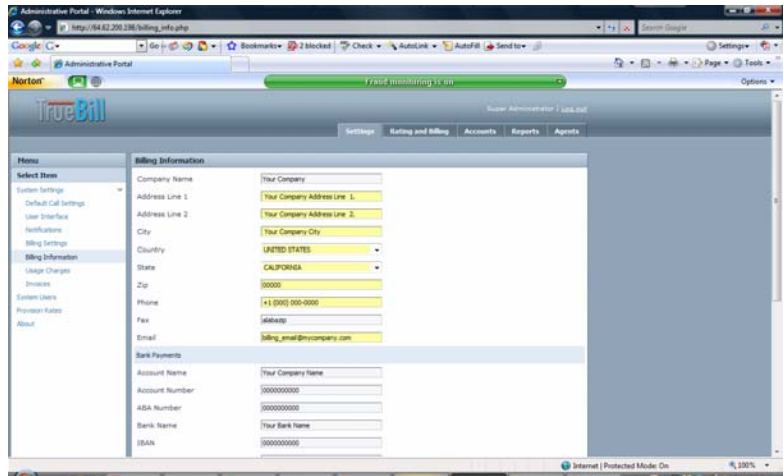 Administrative Portal - Windows Internet Explorer
http://64.62.200.198/billing_info.php
Search Google
Google
Go
Bookmarks
2 blocked
Check
AutoLink
AutoFill
Send to
Settings
Administrative Portal
Page
Tools
Norton
Fraud monitoring is on
Options
TrueBill
Super Administrator | Log out
Settings Rating and Billing Accounts Reports Agents
Menu
Select Item
System Settings
Default Call Settings
User Interface
Notifications
Billing Settings
Billing Information
Usage Charges
Invoices
System Users
Provision Rates
About
Billing Information
Company Name Your Company
Address Line 1 Your Company Address Line 1.
Address Line 2 Your Company Address Line 2.
City Your Company City
Country UNITED STATES
State CALIFORNIA
Zip 00000
Phone +1 (000) 000-0000
Fax
Email billing_email@mycompany.com
Bank Payments
Account Name Your Company Name
Account Number 0000000000
ABA Number 0000000000
Bank Name Your Bank Name
IBAN 0000000000
Internet | Protected Mode: On
100%